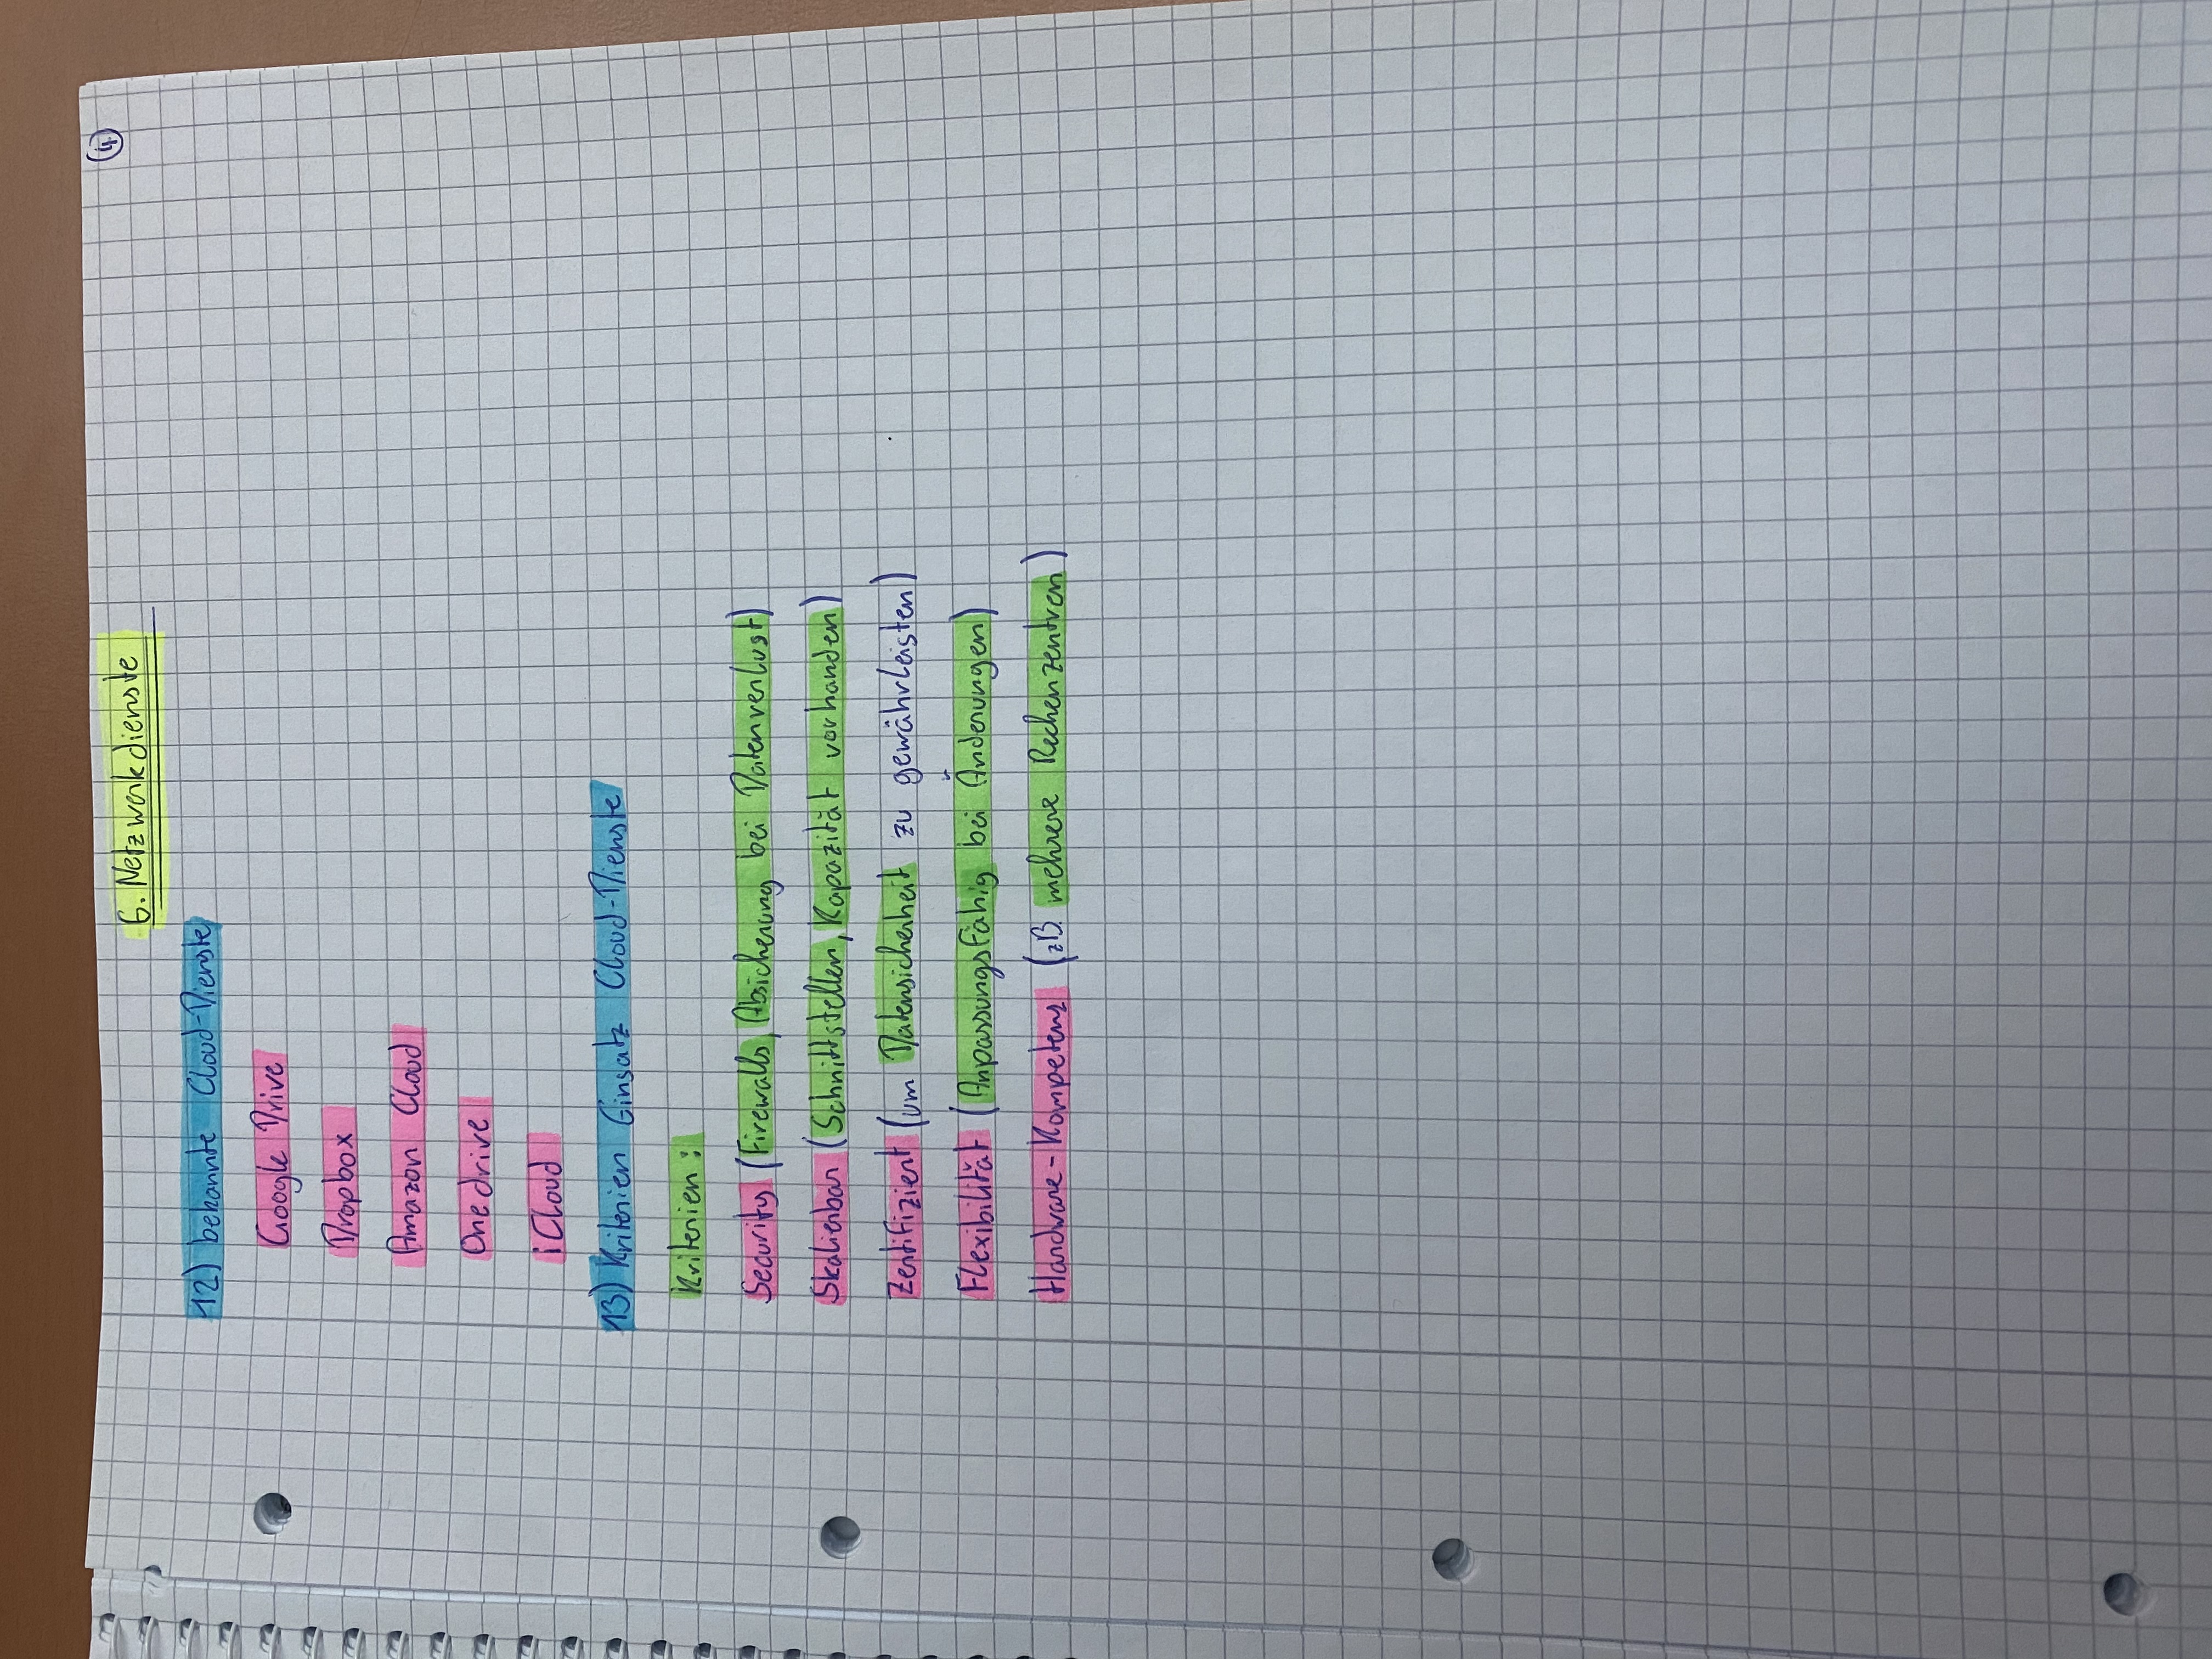 4
6. Netzwerkdienste
12) bekannte Cloud-Dienste
Google Drive
Dropbox
Amazon Cloud
Onedrive
iCloud
13) Kriterien Einsatz Cloud-Dienste
Kriterien:
Security (Firewalls, Absicherung bei Datenverlust)
Skalierbar (Schnittstellen, Kapazität vorhanden)
Zertifiziert (um Datensicherheit zu gewährleisten)
Flexibilität (Anpassungsfähig bei Änderungen)
Hardware-Kompetenz (zB. mehrere Rechenzentren)